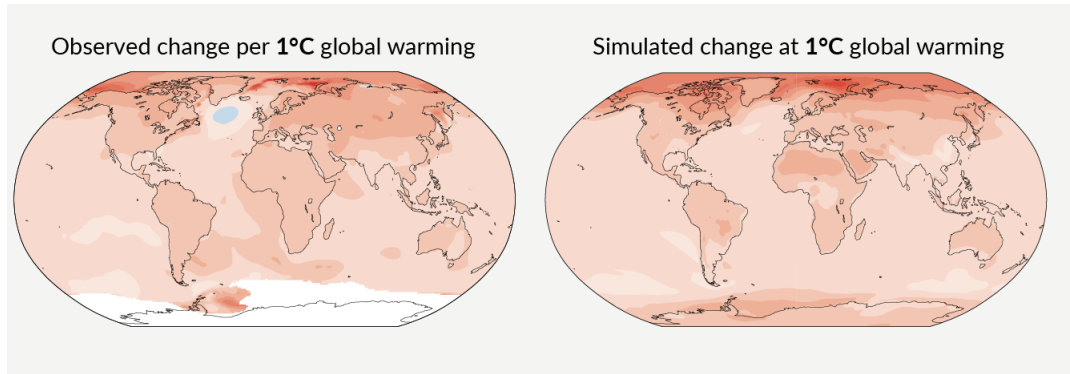 Observed change per 1°C global warming
Simulated change at 1°C global warming